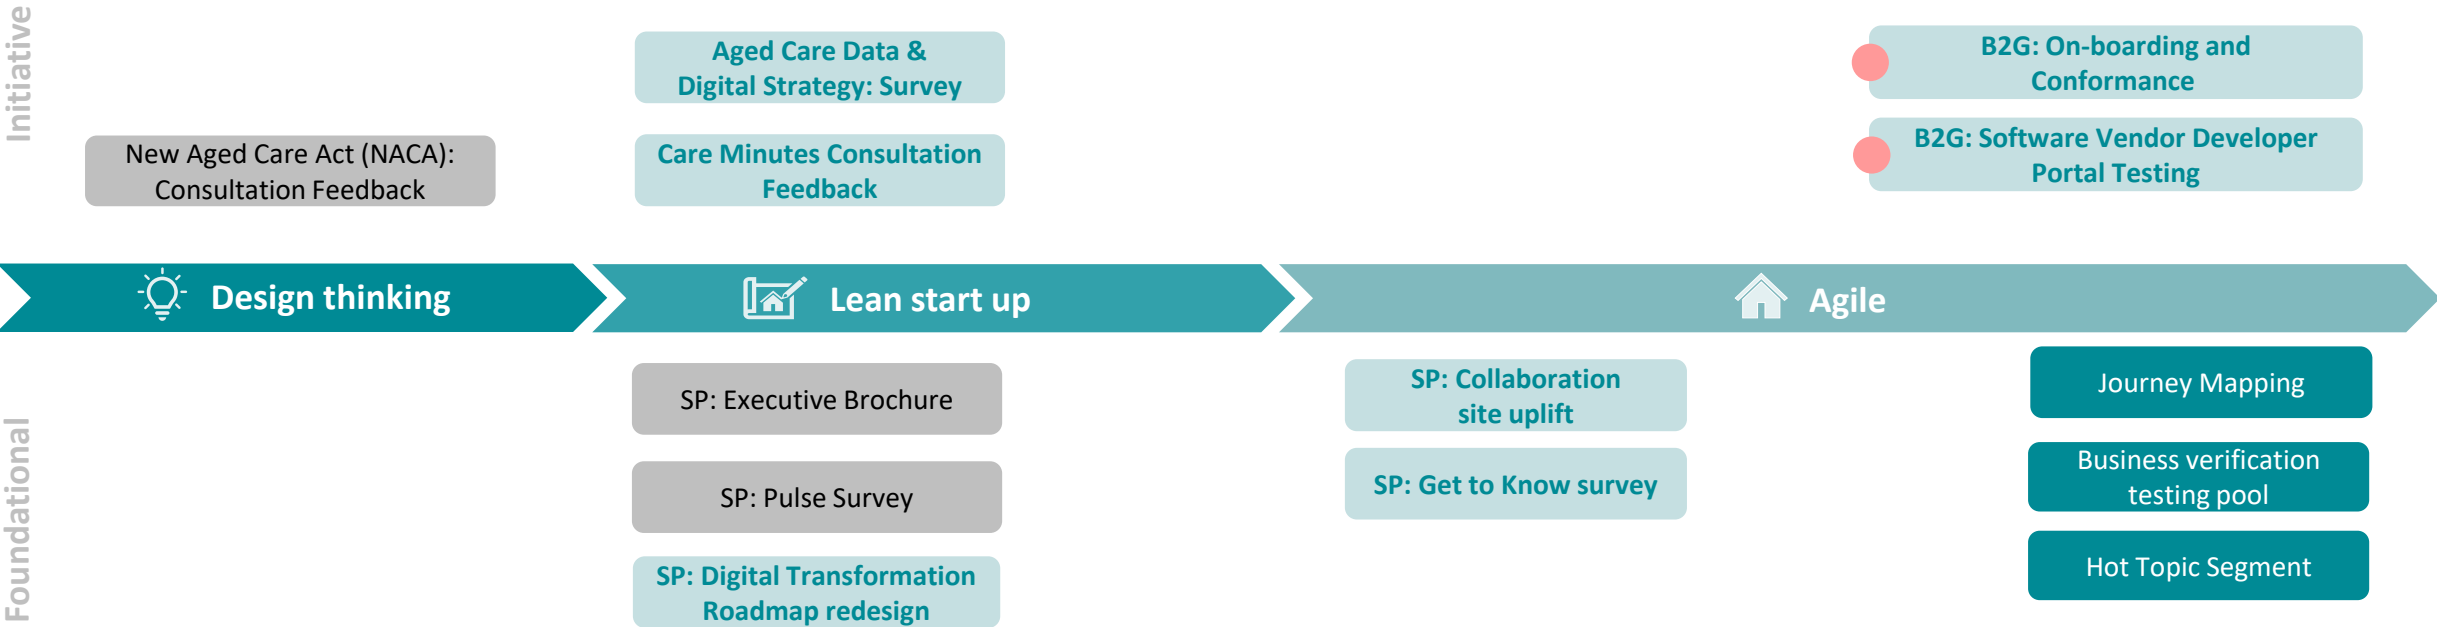 Initiative
Aged Care Data &
Digital Strategy: Survey
B2G: On-boarding and
Conformance
New Aged Care Act (NACA):
Consultation Feedback
Care Minutes Consultation
Feedback
B2G: Software Vendor Developer
Portal Testing
Design thinking
Lean start up
Agile
Foundational
SP: Executive Brochure
SP: Pulse Survey
SP: Digital Transformation
Roadmap redesign
SP: Collaboration
site uplift
SP: Get to Know survey
Journey Mapping
Business verification
testing pool
Hot Topic Segment